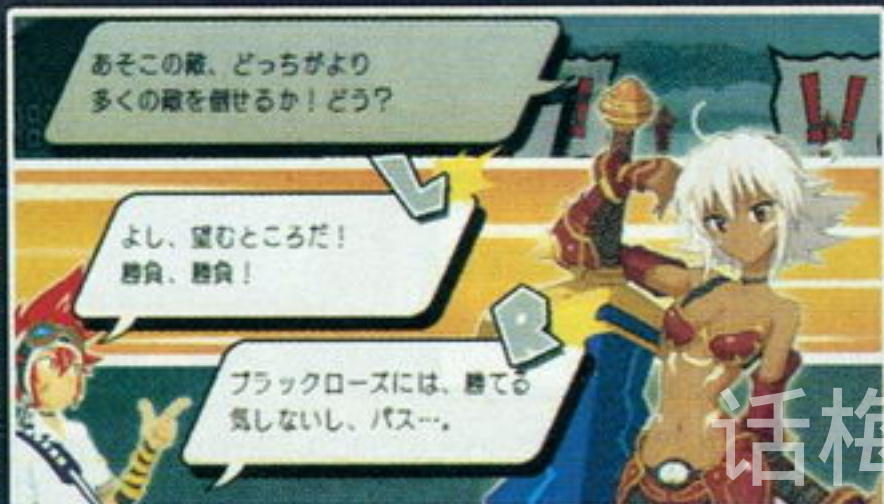 あそこの敵、どっちがより
多くの敵を倒せるか！どう？
L
よし、望むところだ！
勝負、勝負！
R
ブラックローズには、勝てる
気しないし、パス…。
话梅